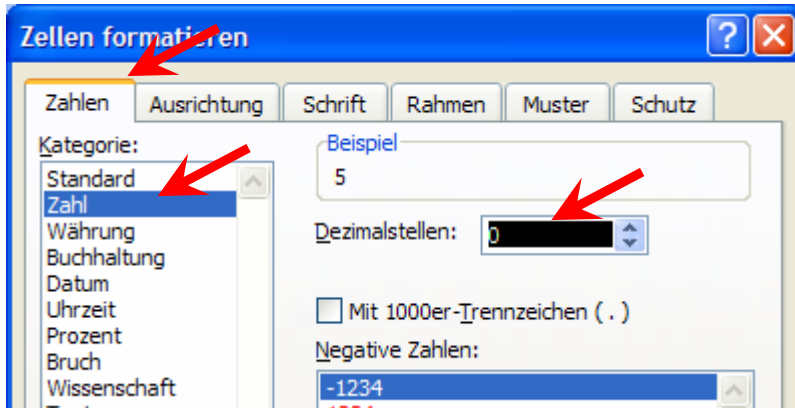 Zellen formatieren
Zahlen Ausrichtung Schrift Rahmen Muster Schutz
Kategorie:
Standard
Zahl
Währung
Buchhaltung
Datum
Uhrzeit
Prozent
Bruch
Wissenschaft
Beispiel
5
Dezimalstellen: 0
Mit 1000er-Trennzeichen ( . )
Negative Zahlen:
-1234